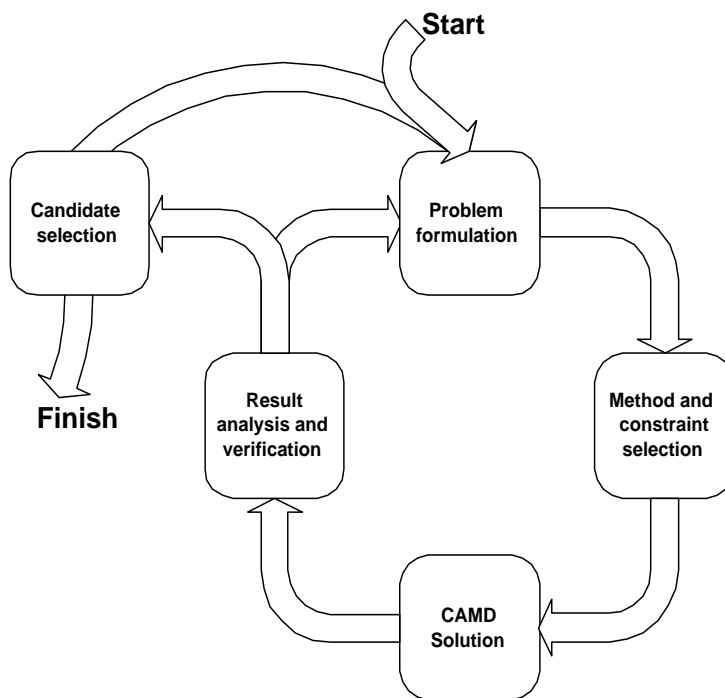 Start
Candidate
selection
Problem
formulation
Finish
Result
analysis and
verification
Method and
constraint
selection
CAMD
Solution